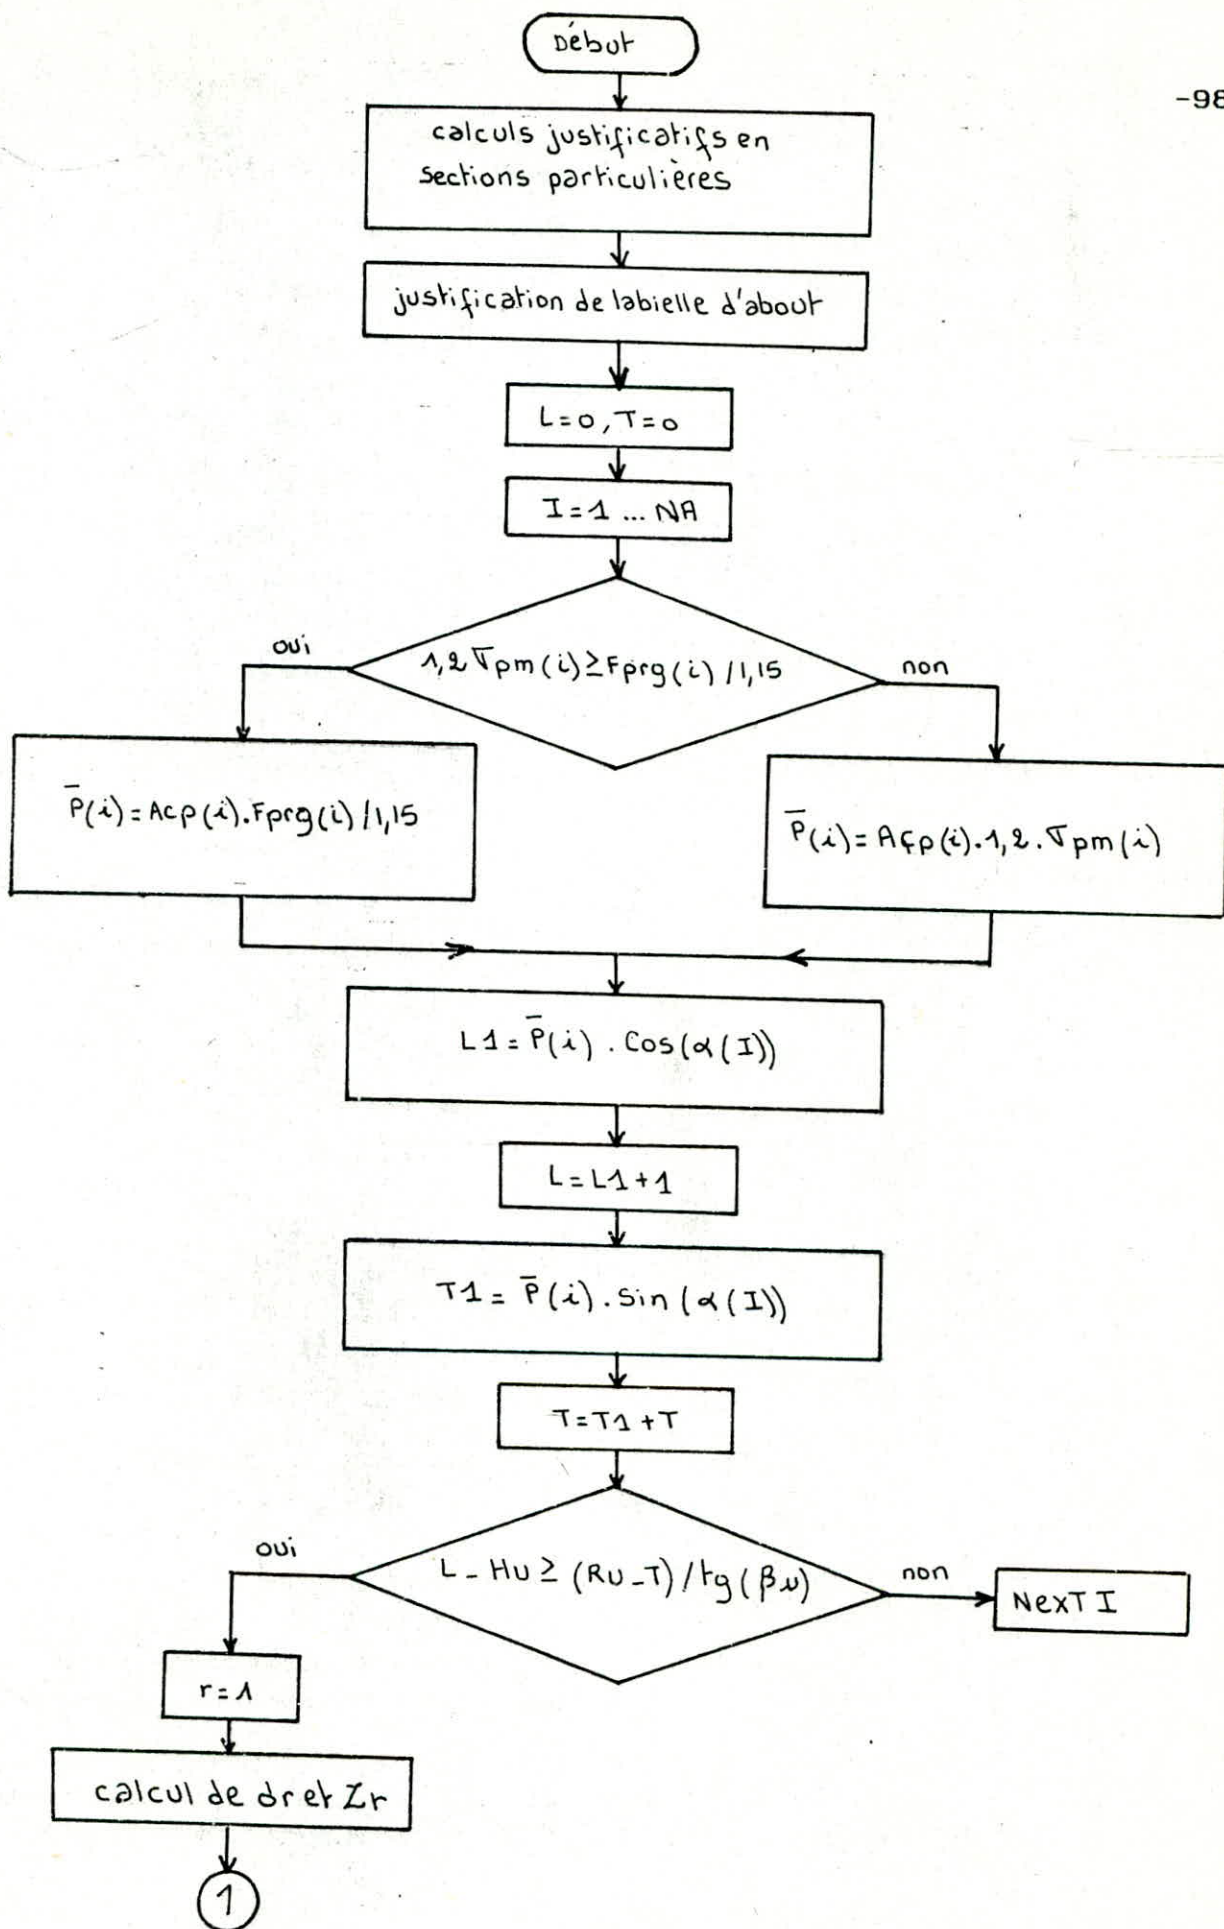 Début
-98
calculs justificatifs en
sections particulières
justification de labielle d'about
L=0, T=0
I=1 ... NA
oui
1,2 σpm(i) ≥ Fprg(i) / 1,15
non
P̅(i) = Acp(i).Fprg(i) / 1,15
P̅(i) = Açp(i).1,2.σpm(i)
L1 = P̅(i) . Cos(α(I))
L = L1 + 1
T1 = P̅(i) . Sin(α(I))
T = T1 + T
oui
L - Hu ≥ (Ru - T) / tg(βu)
non
NexT I
r = 1
calcul de dr et Zr
1